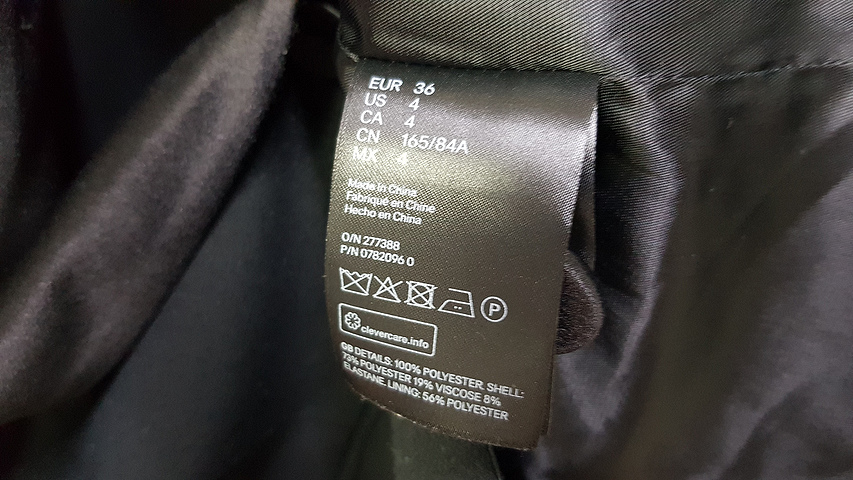 EUR 36
US 4
CA 4
CN 165/84A
MX 4
Made in China
Fabriqué en Chine
Hecho en China
O/N 277388
P/N 0782096 0
P
clevercare.info
GB DETAILS: 100% POLYESTER. SHELL:
73% POLYESTER 19% VISCOSE 8%
ELASTANE. LINING: 56% POLYESTER